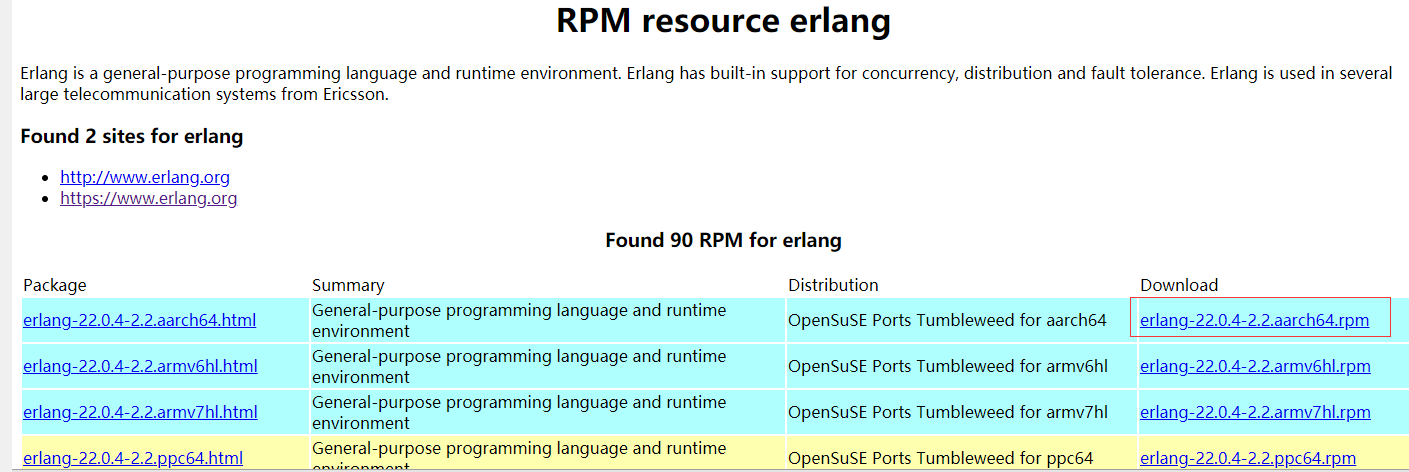 RPM resource erlang
Erlang is a general-purpose programming language and runtime environment. Erlang has built-in support for concurrency, distribution and fault tolerance. Erlang is used in several
large telecommunication systems from Ericsson.
Found 2 sites for erlang
http://www.erlang.org
https://www.erlang.org
Found 90 RPM for erlang
Package Summary Distribution Download
erlang-22.0.4-2.2.aarch64.html General-purpose programming language and runtime environment OpenSuSE Ports Tumbleweed for aarch64 erlang-22.0.4-2.2.aarch64.rpm
erlang-22.0.4-2.2.armv6hl.html General-purpose programming language and runtime environment OpenSuSE Ports Tumbleweed for armv6hl erlang-22.0.4-2.2.armv6hl.rpm
erlang-22.0.4-2.2.armv7hl.html General-purpose programming language and runtime environment OpenSuSE Ports Tumbleweed for armv7hl erlang-22.0.4-2.2.armv7hl.rpm
erlang-22.0.4-2.2.ppc64.html General-purpose programming language and runtime environment OpenSuSE Ports Tumbleweed for ppc64 erlang-22.0.4-2.2.ppc64.rpm